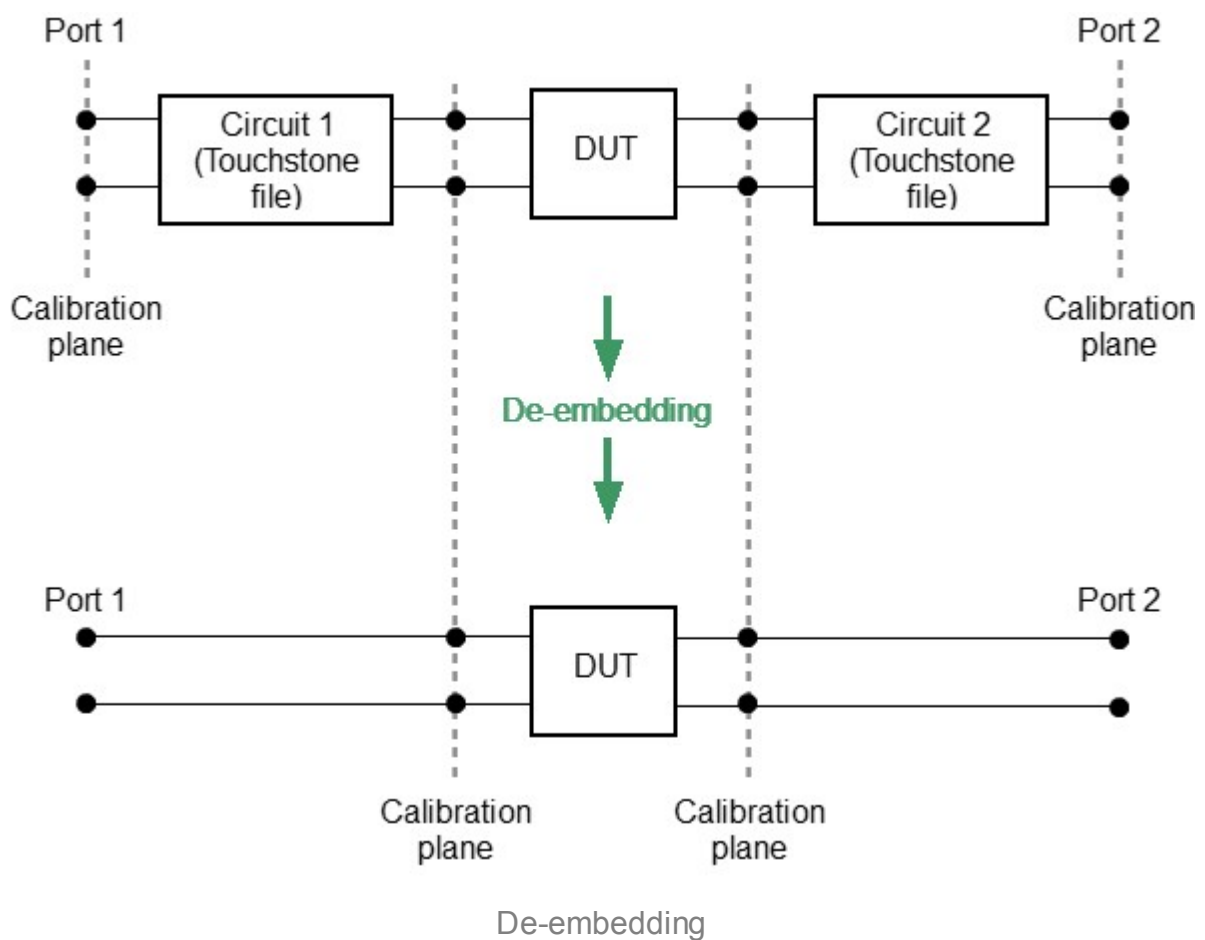 Port 1
Port 2
Circuit 1
(Touchstone
file)
DUT
Circuit 2
(Touchstone
file)
Calibration
plane
Calibration
plane
De-embedding
Port 1
Port 2
DUT
Calibration
plane
Calibration
plane
De-embedding